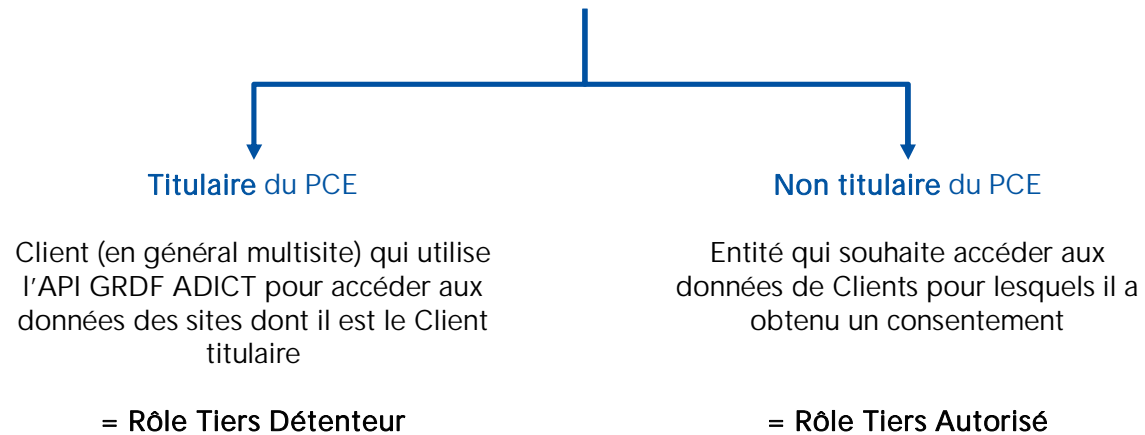 Titulaire du PCE
Client (en général multisite) qui utilise
l’API GRDF ADICT pour accéder aux
données des sites dont il est le Client
titulaire
= Rôle Tiers Détenteur
Non titulaire du PCE
Entité qui souhaite accéder aux
données de Clients pour lesquels il a
obtenu un consentement
= Rôle Tiers Autorisé